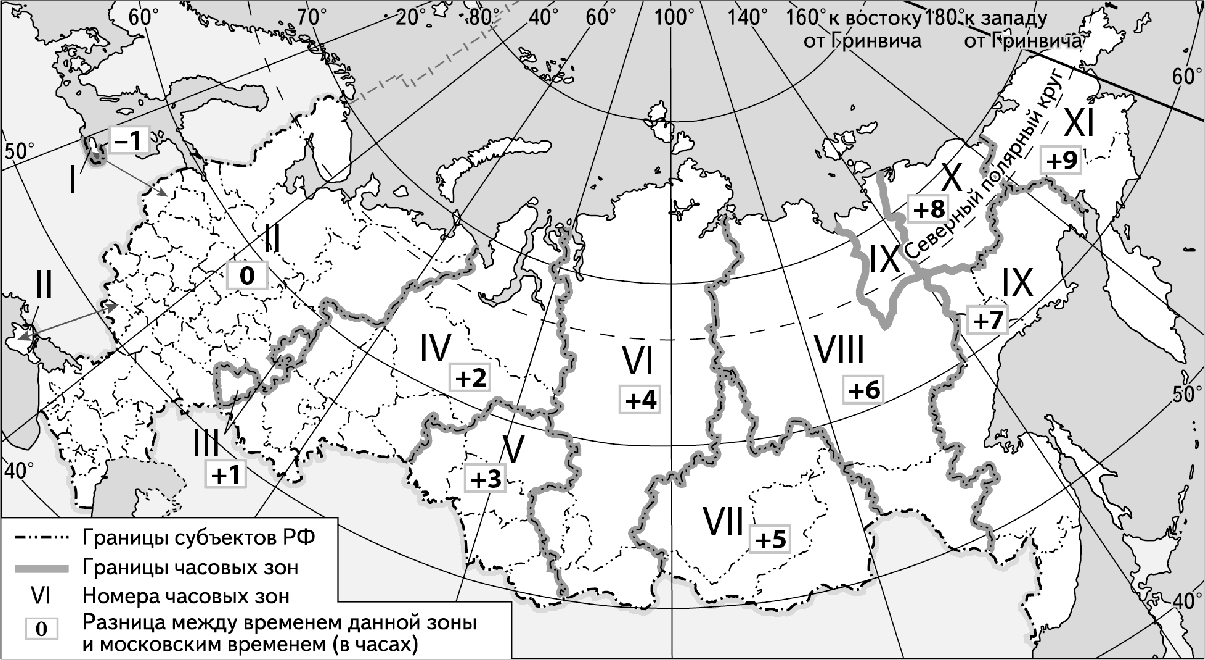 60° 70° 20° 80° 40° 60° 100° 140° 160° к востоку 180° к западу
от Гринвича от Гринвича
60°
Северный полярный круг
XI
+9
–1
50°
I
X
+8
II
0
IX
IX
+7
II
IV
+2
VI
+4
VIII
+6
50°
III
+1
V
+3
40°
VII
+5
40°
Границы субъектов РФ
Границы часовых зон
VI Номера часовых зон
0 Разница между временем данной зоны
и московским временем (в часах)